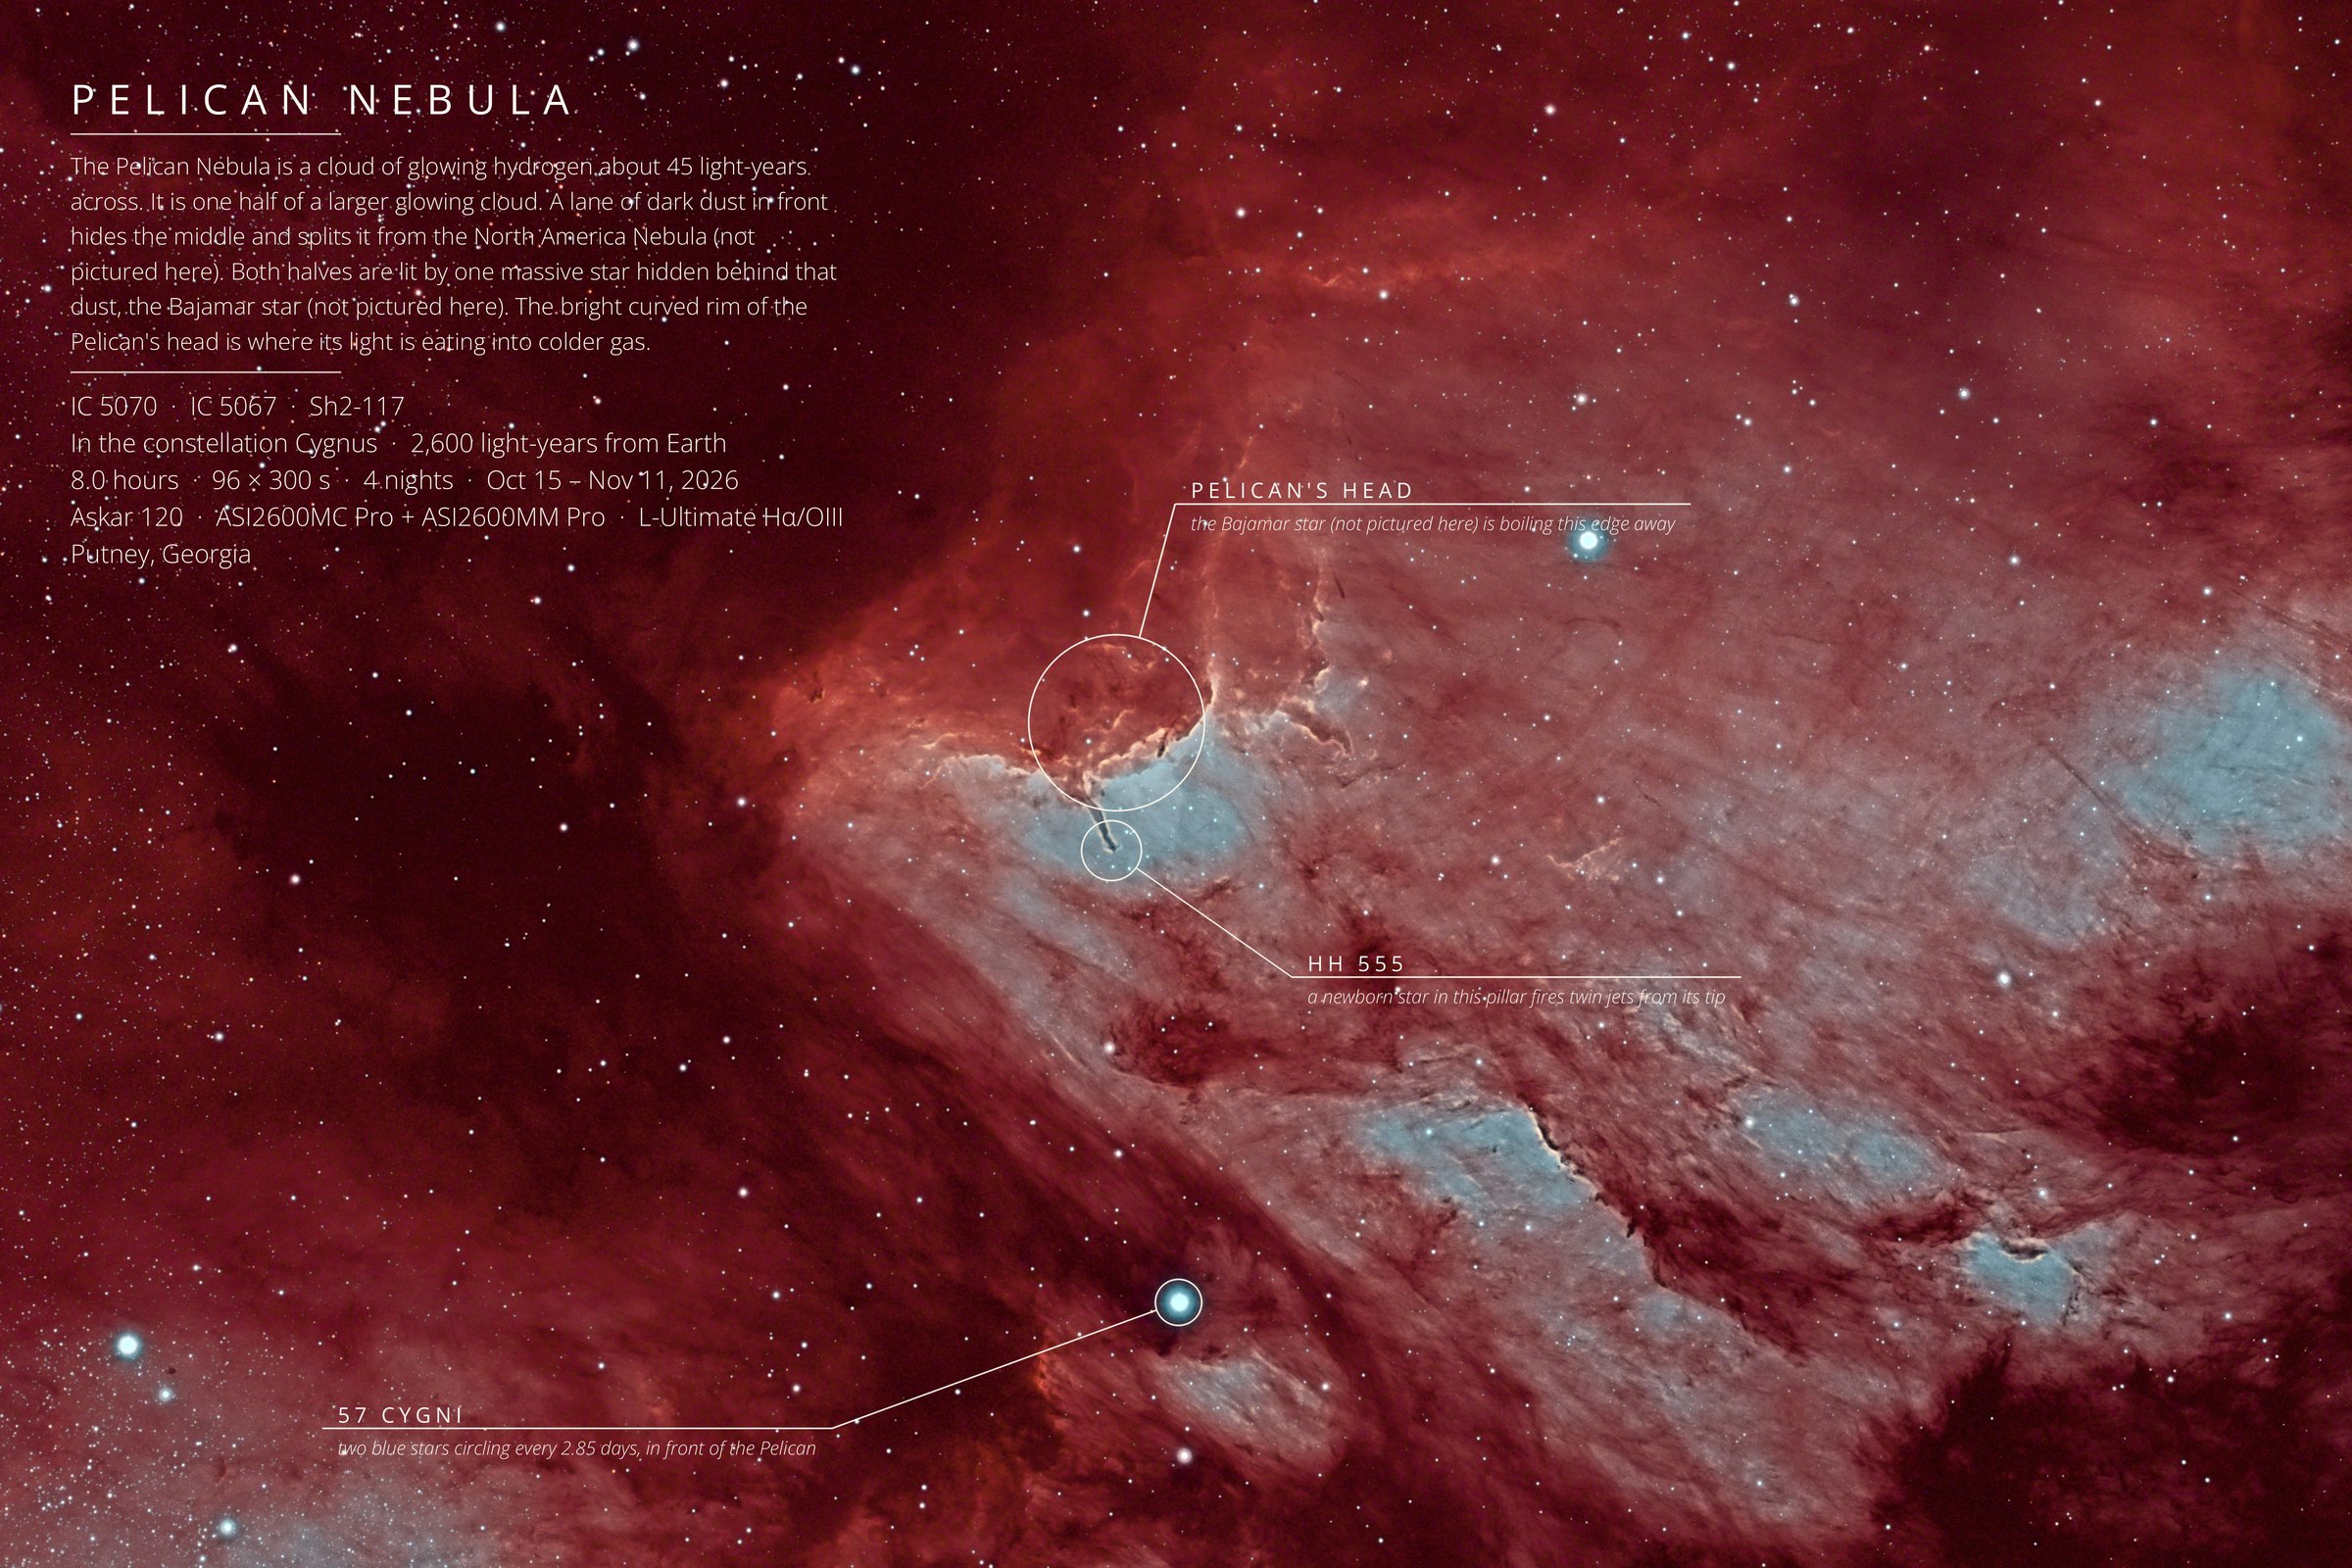 PELICAN NEBULA
The Pelican Nebula is a cloud of glowing hydrogen about 45 light-years
across. It is one half of a larger glowing cloud. A lane of dark dust in front
hides the middle and splits it from the North America Nebula (not
pictured here). Both halves are lit by one massive star hidden behind that
dust, the Bajamar star (not pictured here). The bright curved rim of the
Pelican's head is where its light is eating into colder gas.
IC 5070 · IC 5067 · Sh2-117
In the constellation Cygnus · 2,600 light-years from Earth
8.0 hours · 96 × 300 s · 4 nights · Oct 15 – Nov 11, 2026
Askar 120 · ASI2600MC Pro + ASI2600MM Pro · L-Ultimate Hα/OIII
Putney, Georgia
PELICAN'S HEAD
the Bajamar star (not pictured here) is boiling this edge away
HH 555
a newborn star in this pillar fires twin jets from its tip
57 CYGNI
two blue stars circling every 2.85 days, in front of the Pelican